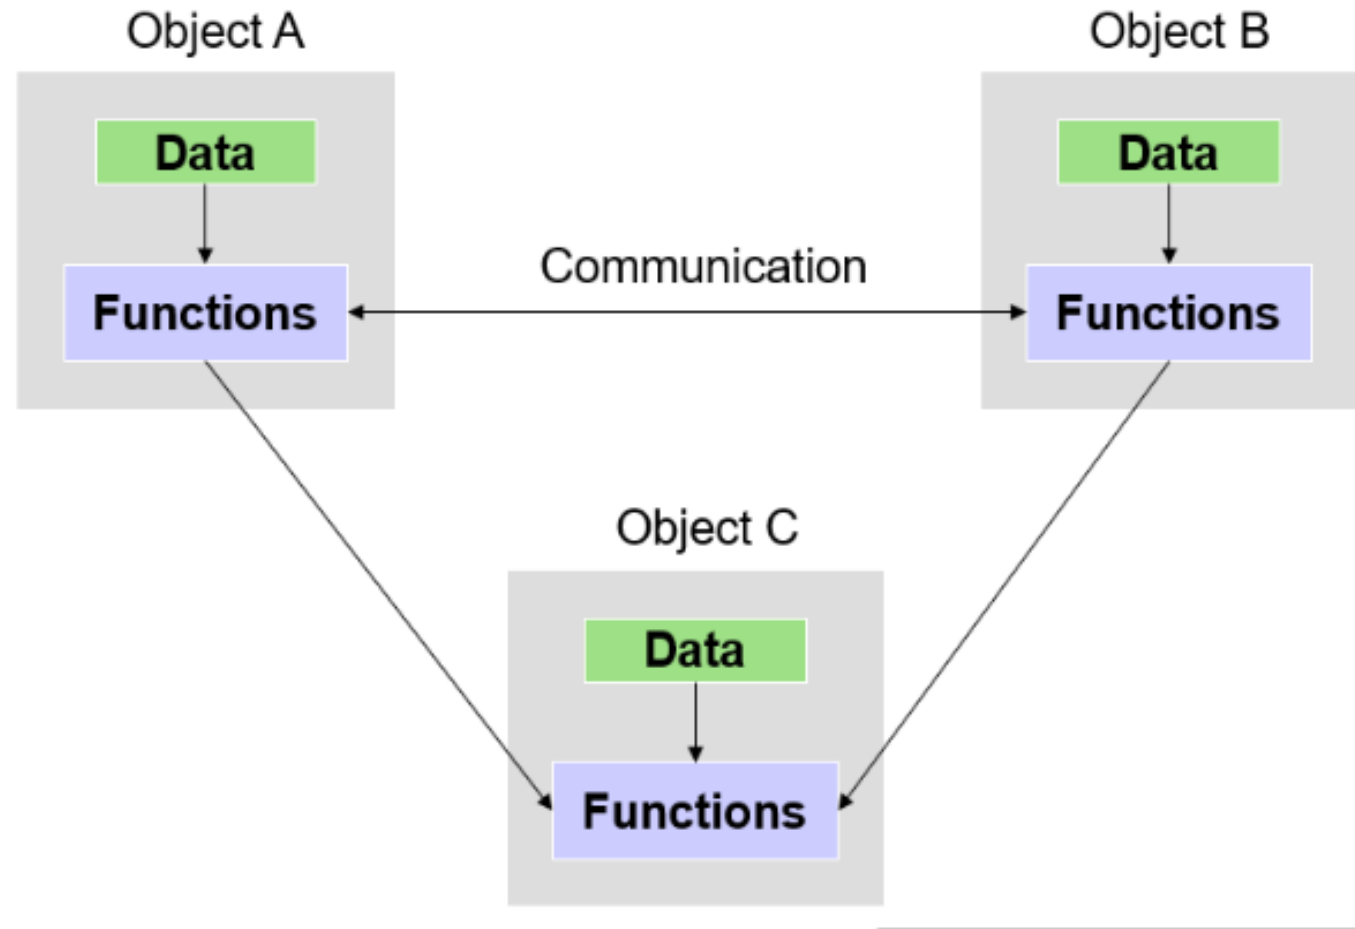 Object A
Object B
Data
Data
Communication
Functions
Functions
Object C
Data
Functions